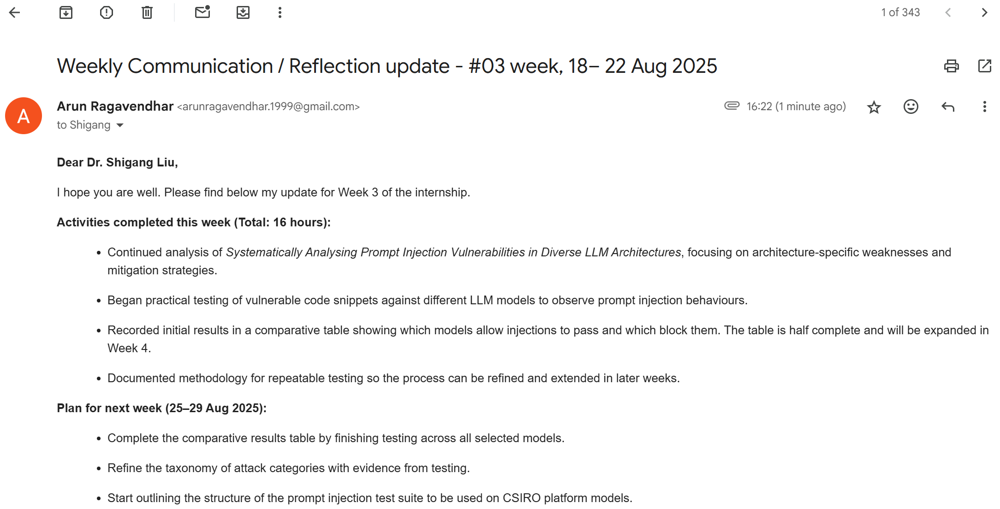 1 of 343
Weekly Communication / Reflection update - #03 week, 18– 22 Aug 2025
Arun Ragavendhar <arunragavendhar.1999@gmail.com>
16:22 (1 minute ago)
to Shigang
A
Dear Dr. Shigang Liu,
I hope you are well. Please find below my update for Week 3 of the internship.
Activities completed this week (Total: 16 hours):
• Continued analysis of Systematically Analysing Prompt Injection Vulnerabilities in Diverse LLM Architectures, focusing on architecture-specific weaknesses and
mitigation strategies.
• Began practical testing of vulnerable code snippets against different LLM models to observe prompt injection behaviours.
• Recorded initial results in a comparative table showing which models allow injections to pass and which block them. The table is half complete and will be expanded in
Week 4.
• Documented methodology for repeatable testing so the process can be refined and extended in later weeks.
Plan for next week (25–29 Aug 2025):
• Complete the comparative results table by finishing testing across all selected models.
• Refine the taxonomy of attack categories with evidence from testing.
• Start outlining the structure of the prompt injection test suite to be used on CSIRO platform models.